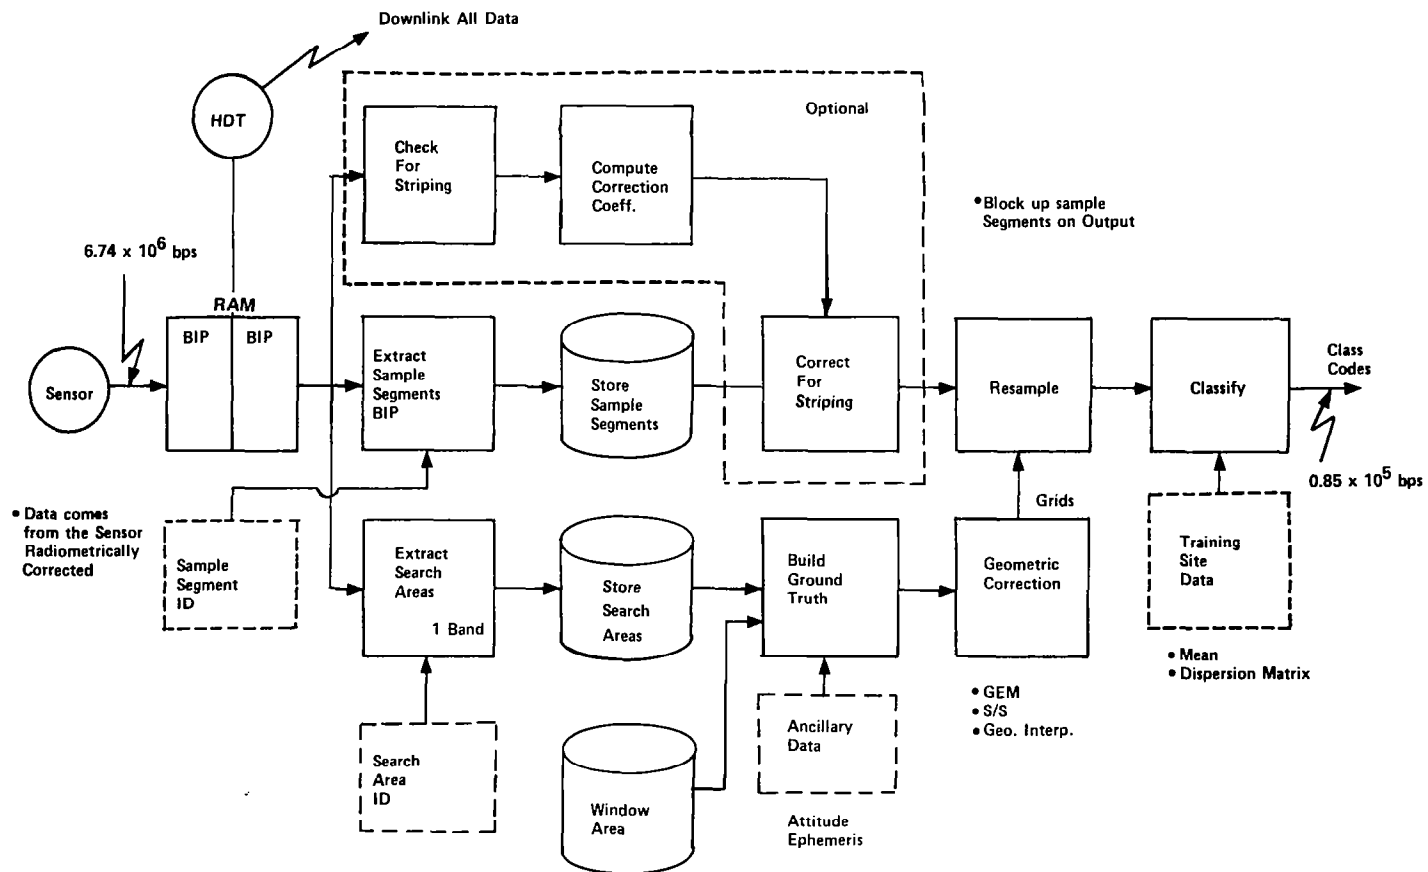 Downlink All Data
HDT
Optional
Check
For
Striping
Compute
Correction
Coeff.
• Block up sample
Segments on Output
6.74 x 10^6 bps
RAM
BIP
BIP
Sensor
Extract
Sample
Segments
BIP
Store
Sample
Segments
Correct
For
Striping
Resample
Classify
Class
Codes
0.85 x 10^5 bps
• Data comes
from the Sensor
Radiometrically
Corrected
Sample
Segment
ID
Extract
Search
Areas
1 Band
Store
Search
Areas
Build
Ground
Truth
Grids
Geometric
Correction
Training
Site
Data
• Mean
• Dispersion Matrix
• GEM
• S/S
• Geo. Interp.
Search
Area
ID
Window
Area
Ancillary
Data
Attitude
Ephemeris